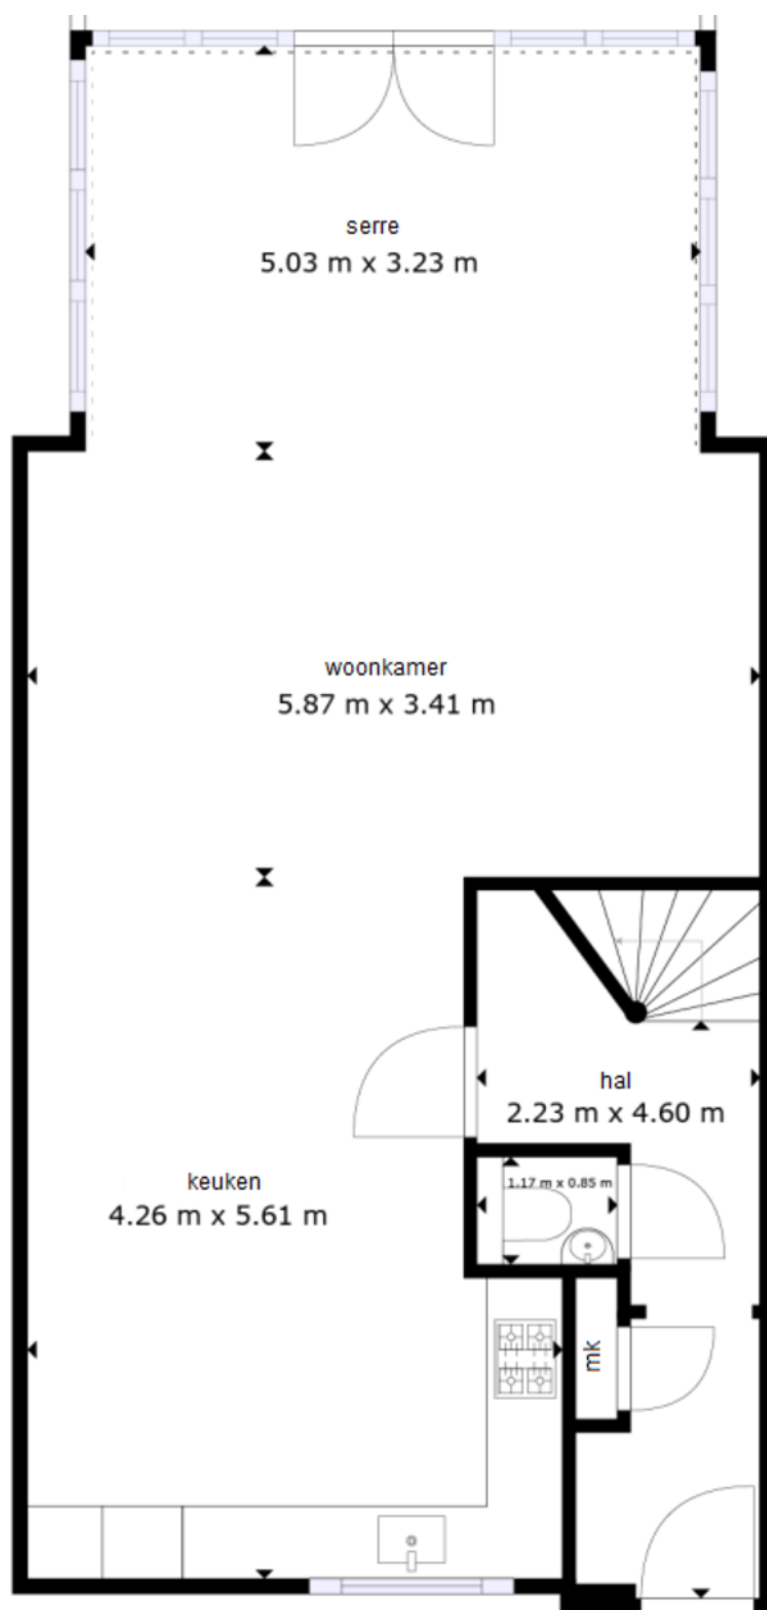 serre
5.03 m x 3.23 m
woonkamer
5.87 m x 3.41 m
hal
2.23 m x 4.60 m
1.17 m x 0.85 m
keuken
4.26 m x 5.61 m
mk